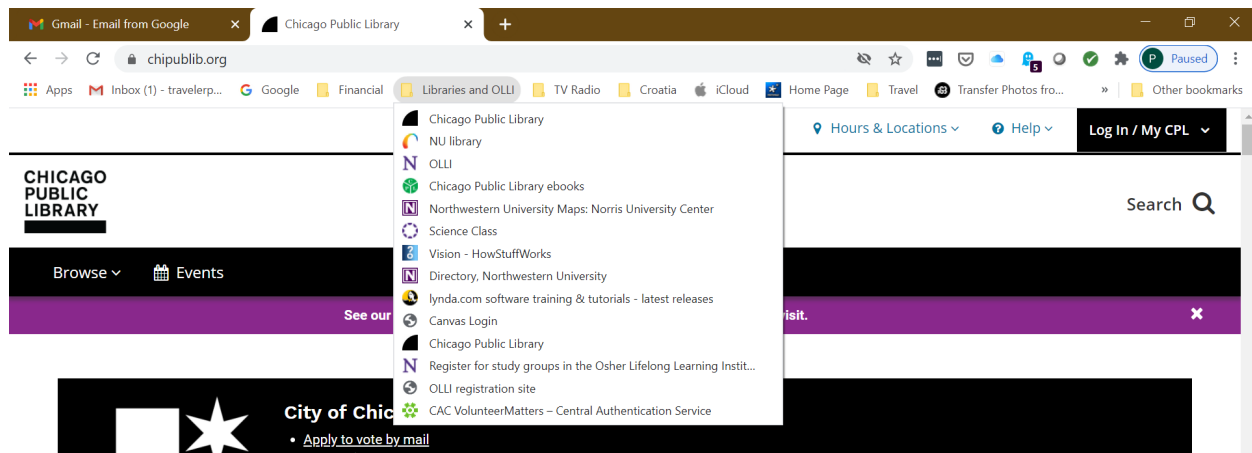 Gmail - Email from Google
Chicago Public Library
chipublib.org
5
P
Paused
Apps
Inbox (1) - travelerp...
Google
Financial
Libraries and OLLI
TV Radio
Croatia
iCloud
Home Page
Travel
Transfer Photos fro...
»
Other bookmarks
Chicago Public Library
NU library
OLLI
Chicago Public Library ebooks
Northwestern University Maps: Norris University Center
Science Class
Vision - HowStuffWorks
Directory, Northwestern University
lynda.com software training & tutorials - latest releases
Canvas Login
Chicago Public Library
Register for study groups in the Osher Lifelong Learning Instit...
OLLI registration site
CAC VolunteerMatters – Central Authentication Service
Hours & Locations
Help
Log In / My CPL
CHICAGO
PUBLIC
LIBRARY
Search
Browse
Events
See our
visit.
City of Chic
• Apply to vote by mail